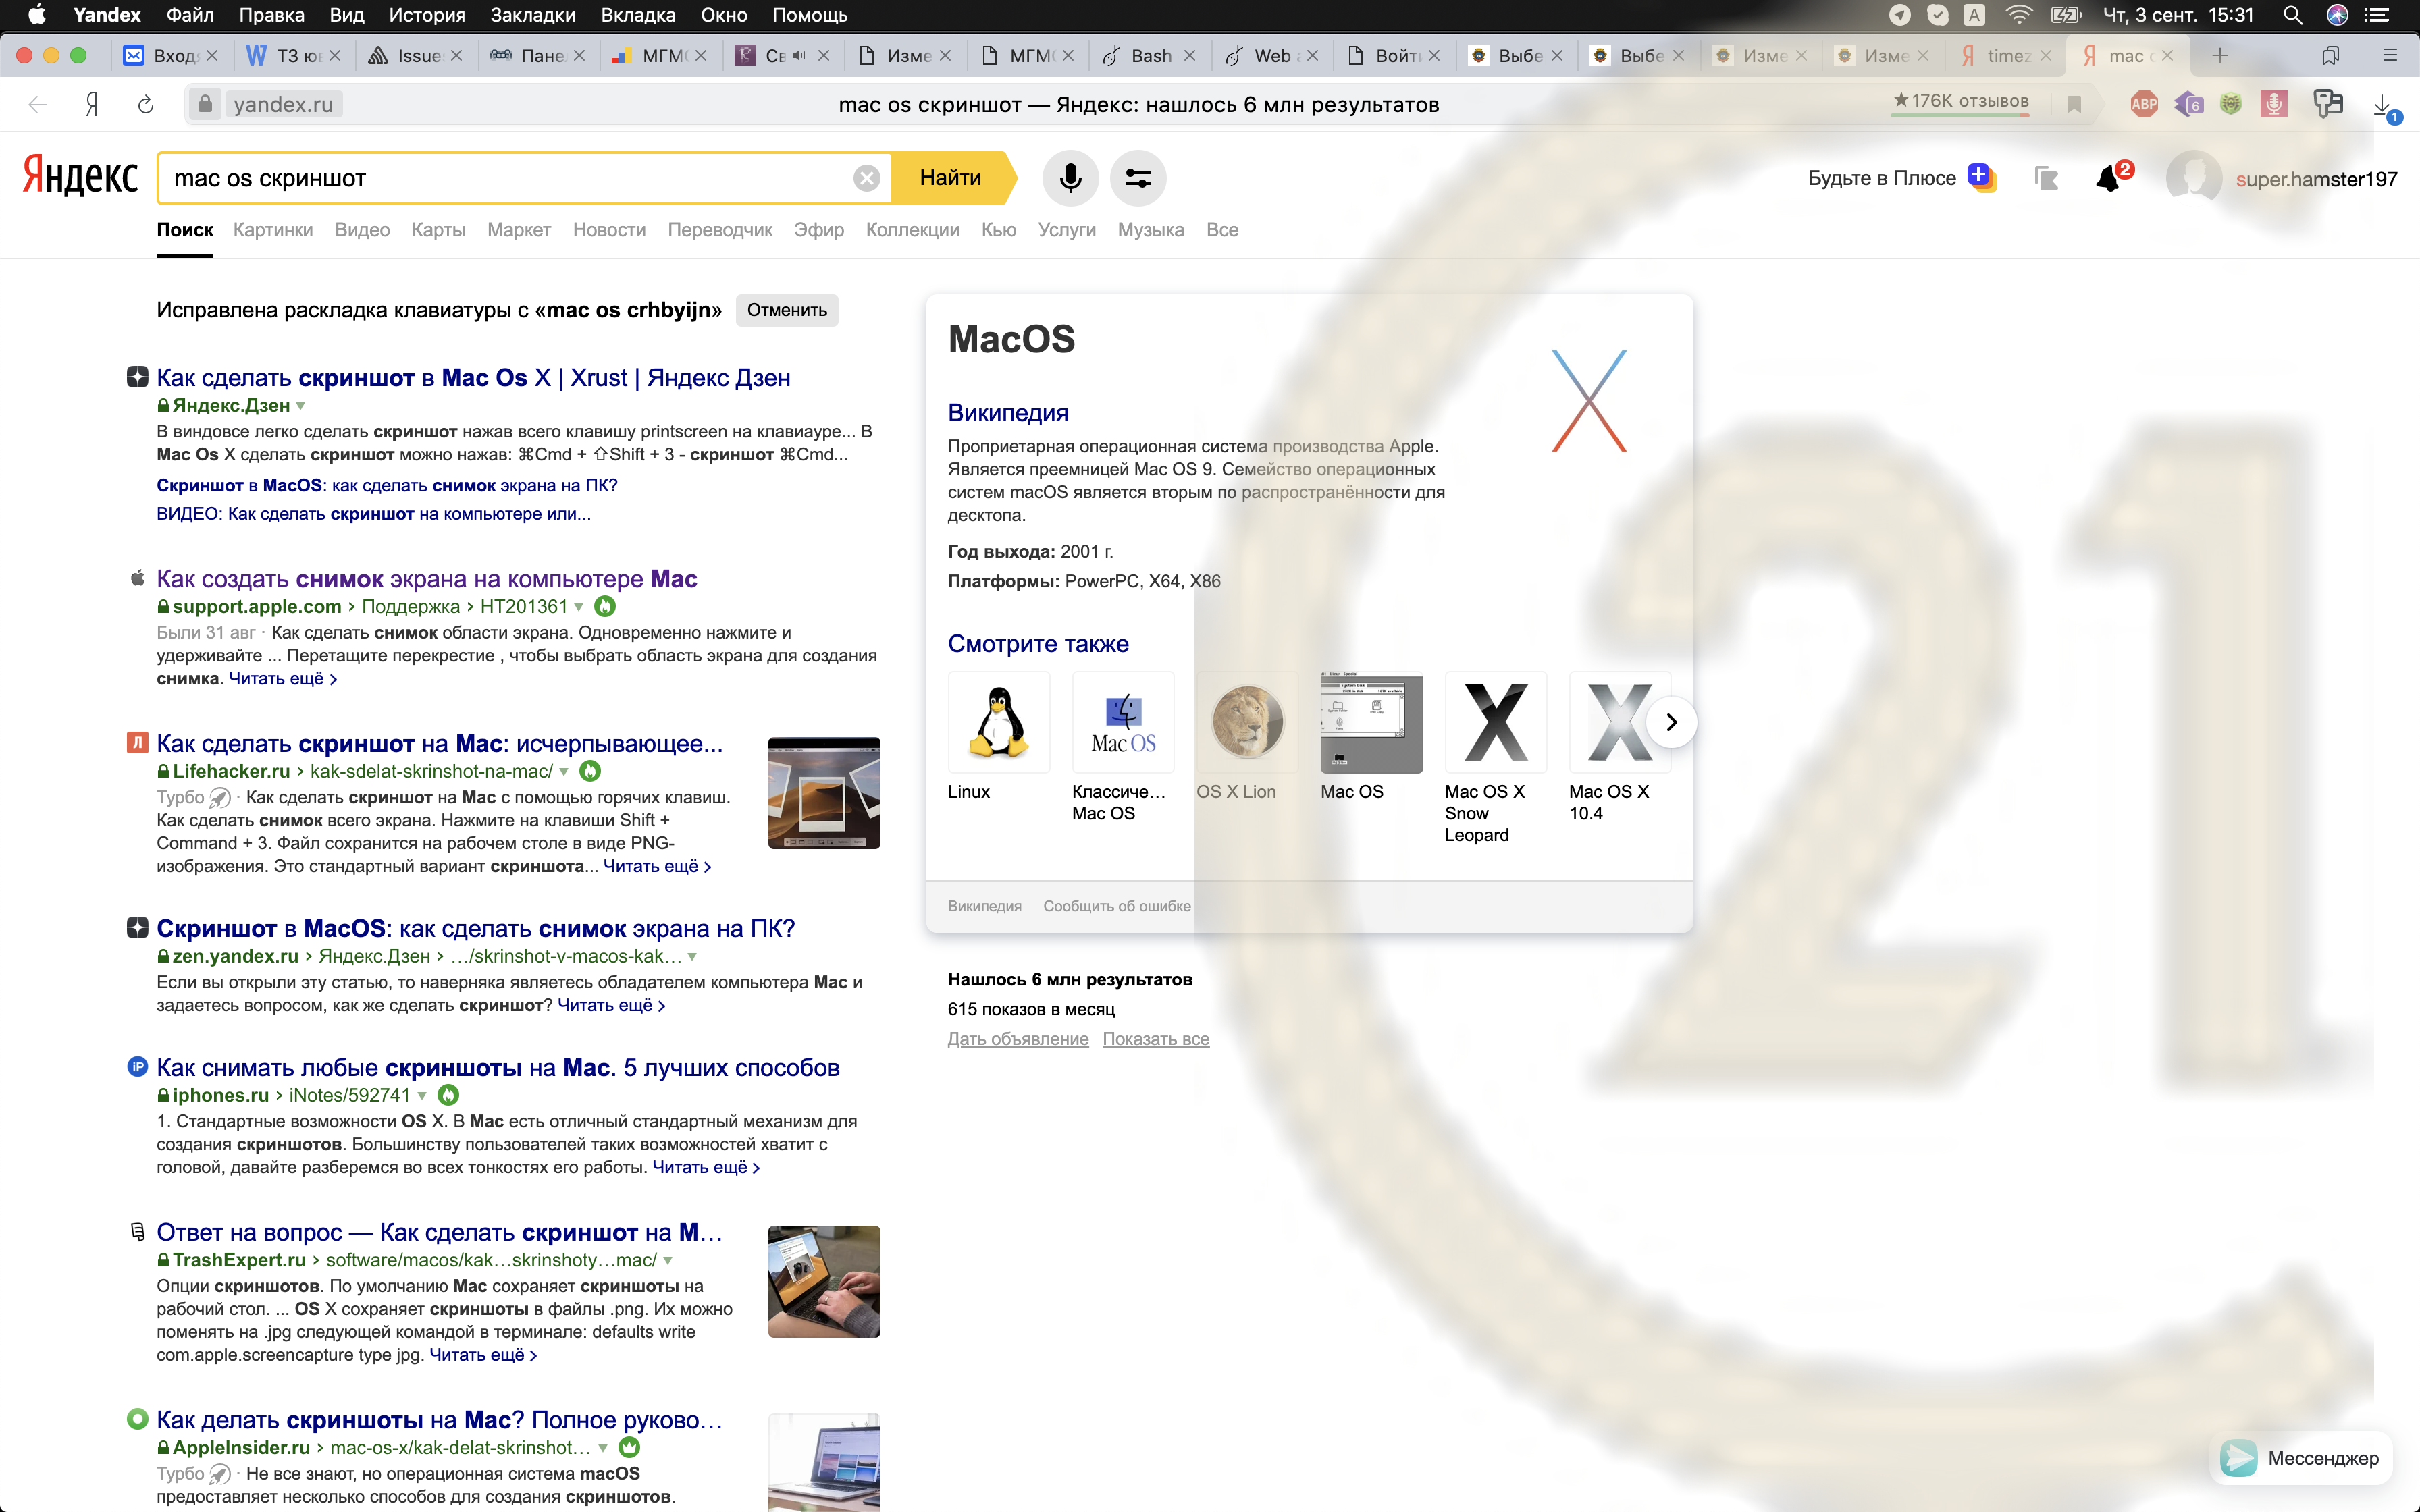 Yandex Файл Правка Вид История Закладки Вкладка Окно Помощь
A Чт, 3 сент. 15:31
Вход ТЗ юв Issue Пане МГМО Св Изме МГМО Bash Web Войти Выбе Выбе Изме Изме timez mac
yandex.ru
mac os скриншот — Яндекс: нашлось 6 млн результатов
★176K отзывов
ABP 6
1
Яндекс
mac os скриншот
Найти
Будьте в Плюсе
2
super.hamster197
Поиск Картинки Видео Карты Маркет Новости Переводчик Эфир Коллекции Кью Услуги Музыка Все
Исправлена раскладка клавиатуры с «mac os crhbyijn» Отменить
Как сделать скриншот в Mac Os X | Xrust | Яндекс Дзен
Яндекс.Дзен
В виндовсе легко сделать скриншот нажав всего клавишу printscreen на клавиауре... В
Mac Os X сделать скриншот можно нажав: ⌘Cmd + ⇧Shift + 3 - скриншот ⌘Cmd...
Скриншот в MacOS: как сделать снимок экрана на ПК?
ВИДЕО: Как сделать скриншот на компьютере или...
Как создать снимок экрана на компьютере Mac
support.apple.com › Поддержка › HT201361
Были 31 авг · Как сделать снимок области экрана. Одновременно нажмите и
удерживайте ... Перетащите перекрестие , чтобы выбрать область экрана для создания
снимка. Читать ещё ›
Л
Как сделать скриншот на Mac: исчерпывающее...
Lifehacker.ru › kak-sdelat-skrinshot-na-mac/
Турбо · Как сделать скриншот на Mac с помощью горячих клавиш.
Как сделать снимок всего экрана. Нажмите на клавиши Shift +
Command + 3. Файл сохранится на рабочем столе в виде PNG-
изображения. Это стандартный вариант скриншота... Читать ещё ›
Скриншот в MacOS: как сделать снимок экрана на ПК?
zen.yandex.ru › Яндекс.Дзен › …/skrinshot-v-macos-kak…
Если вы открыли эту статью, то наверняка являетесь обладателем компьютера Mac и
задаетесь вопросом, как же сделать скриншот? Читать ещё ›
iP
Как снимать любые скриншоты на Mac. 5 лучших способов
iphones.ru › iNotes/592741
1. Стандартные возможности OS X. В Mac есть отличный стандартный механизм для
создания скриншотов. Большинству пользователей таких возможностей хватит с
головой, давайте разберемся во всех тонкостях его работы. Читать ещё ›
Ответ на вопрос — Как сделать скриншот на M...
TrashExpert.ru › software/macos/kak…skrinshoty…mac/
Опции скриншотов. По умолчанию Mac сохраняет скриншоты на
рабочий стол. ... OS X сохраняет скриншоты в файлы .png. Их можно
поменять на .jpg следующей командой в терминале: defaults write
com.apple.screencapture type jpg. Читать ещё ›
Как делать скриншоты на Mac? Полное руково...
AppleInsider.ru › mac-os-x/kak-delat-skrinshot…
Турбо · Не все знают, но операционная система macOS
предоставляет несколько способов для создания скриншотов.
MacOS
Википедия
Проприетарная операционная система производства Apple.
Является преемницей Mac OS 9. Семейство операционных
систем macOS является вторым по распространённости для
десктопа.
Год выхода: 2001 г.
Платформы: PowerPC, X64, X86
Смотрите также
Mac OS
Linux
Классиче... Mac OS
OS X Lion
Mac OS
Mac OS X Snow Leopard
Mac OS X 10.4
Википедия Сообщить об ошибке
Нашлось 6 млн результатов
615 показов в месяц
Дать объявление Показать все
21
Мессенджер